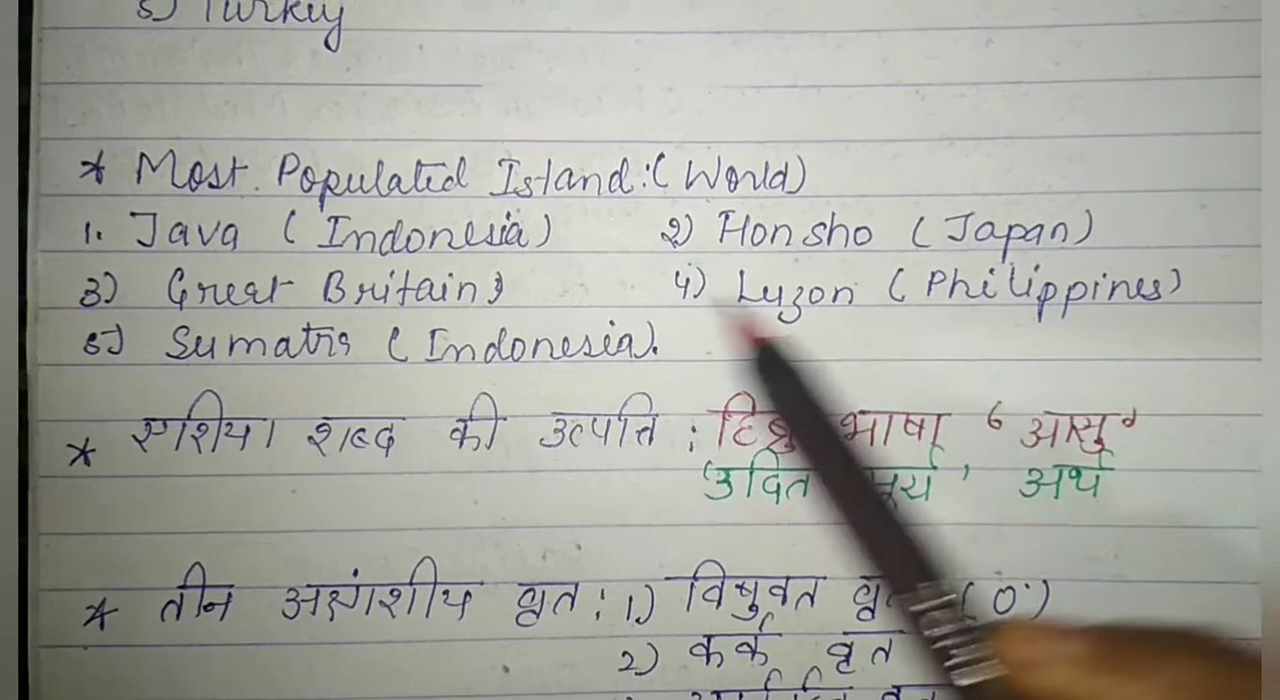 5) Turkey
* Most. Populated Island:( World)
1. Java ( Indonesia) 2) Honsho ( Japan)
3) Great Britain) 4) Luzon ( Philippines)
5) Sumatra ( Indonesia).
* एशिया शब्द की उत्पत्ति : हिब्रु भाषा ' आसु '
'उदित सूर्य ' अर्थ
* तीन अक्षांशीय वृत : 1) विषुवत ( 0°)
2) कर्क वृत